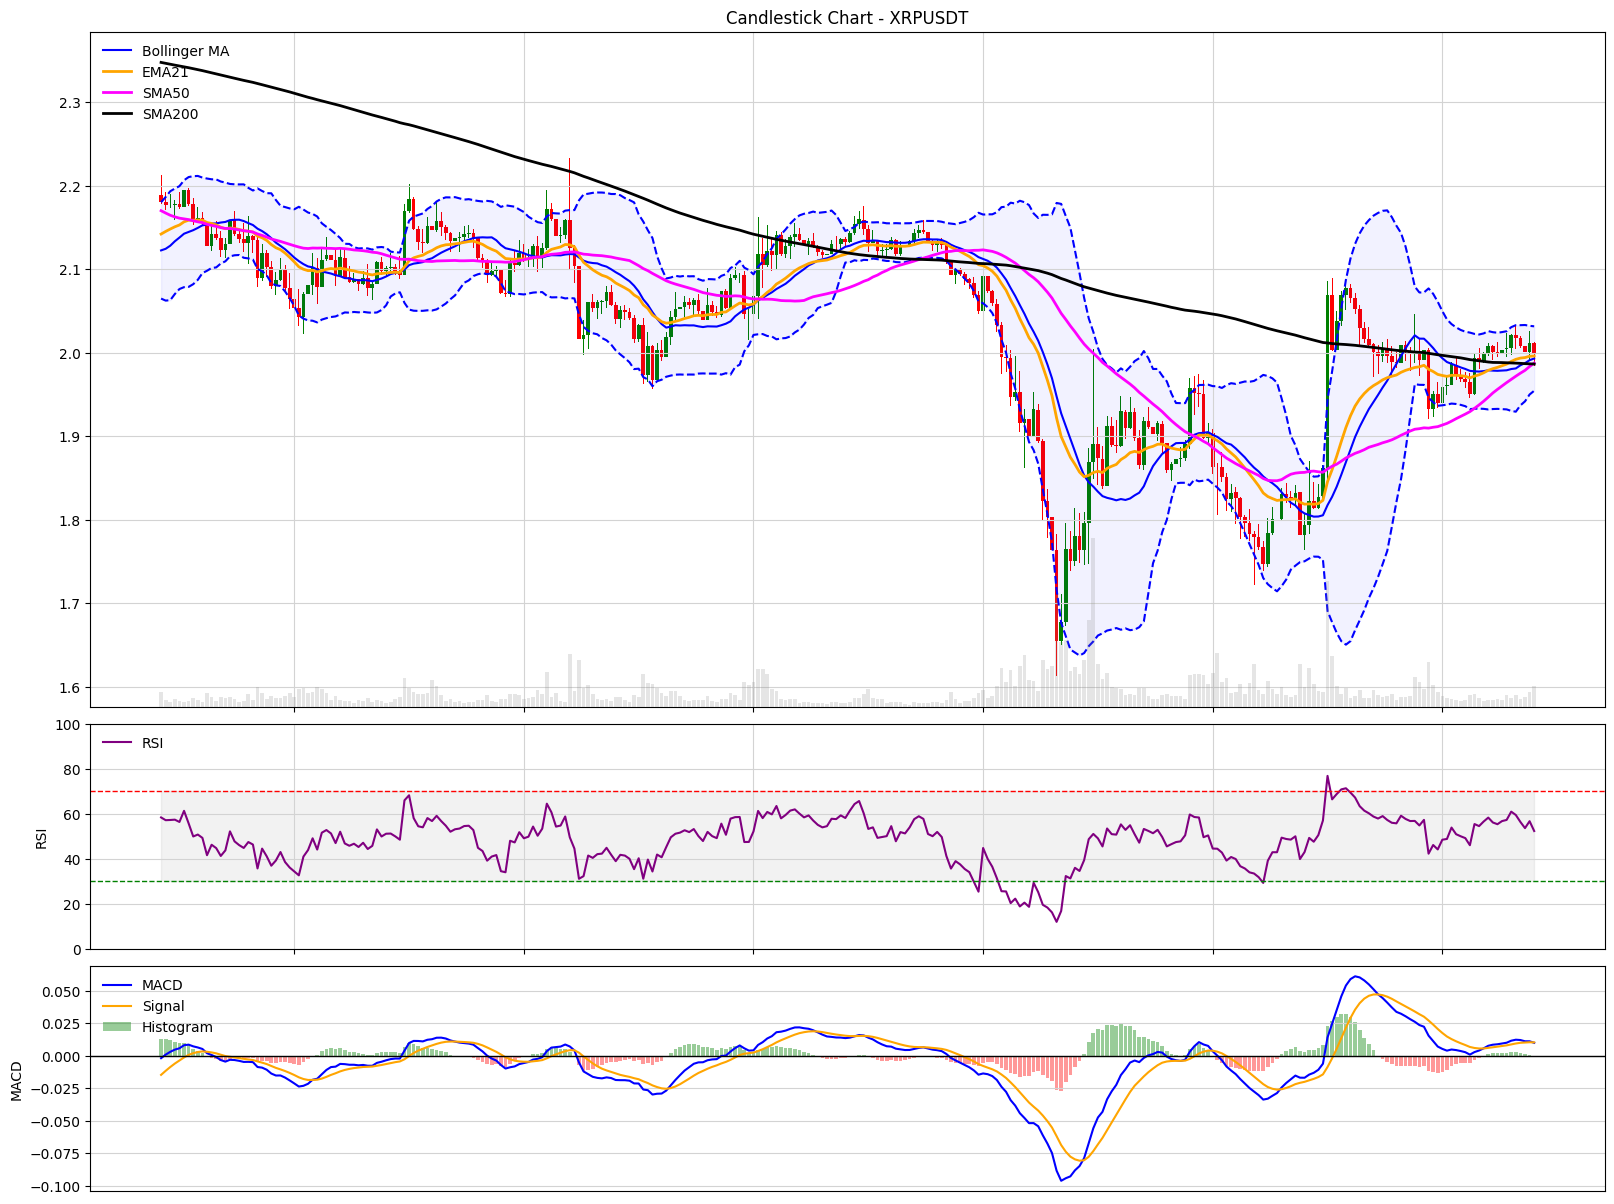 Candlestick Chart - XRPUSDT
Bollinger MA
EMA21
SMA50
SMA200
2.3
2.2
2.1
2.0
1.9
1.8
1.7
1.6
RSI
RSI
100
80
60
40
20
0
MACD
Signal
Histogram
MACD
0.050
0.025
0.000
−0.025
−0.050
−0.075
−0.100